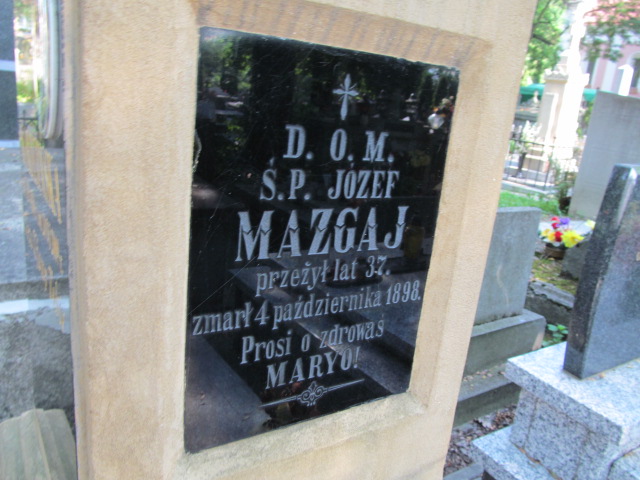 D. O. M.
Ś.P. JÓZEF
MAZGAJ
przeżył lat 37.
zmarł 4 października 1898.
Prosi o zdrowaś
MARYO!